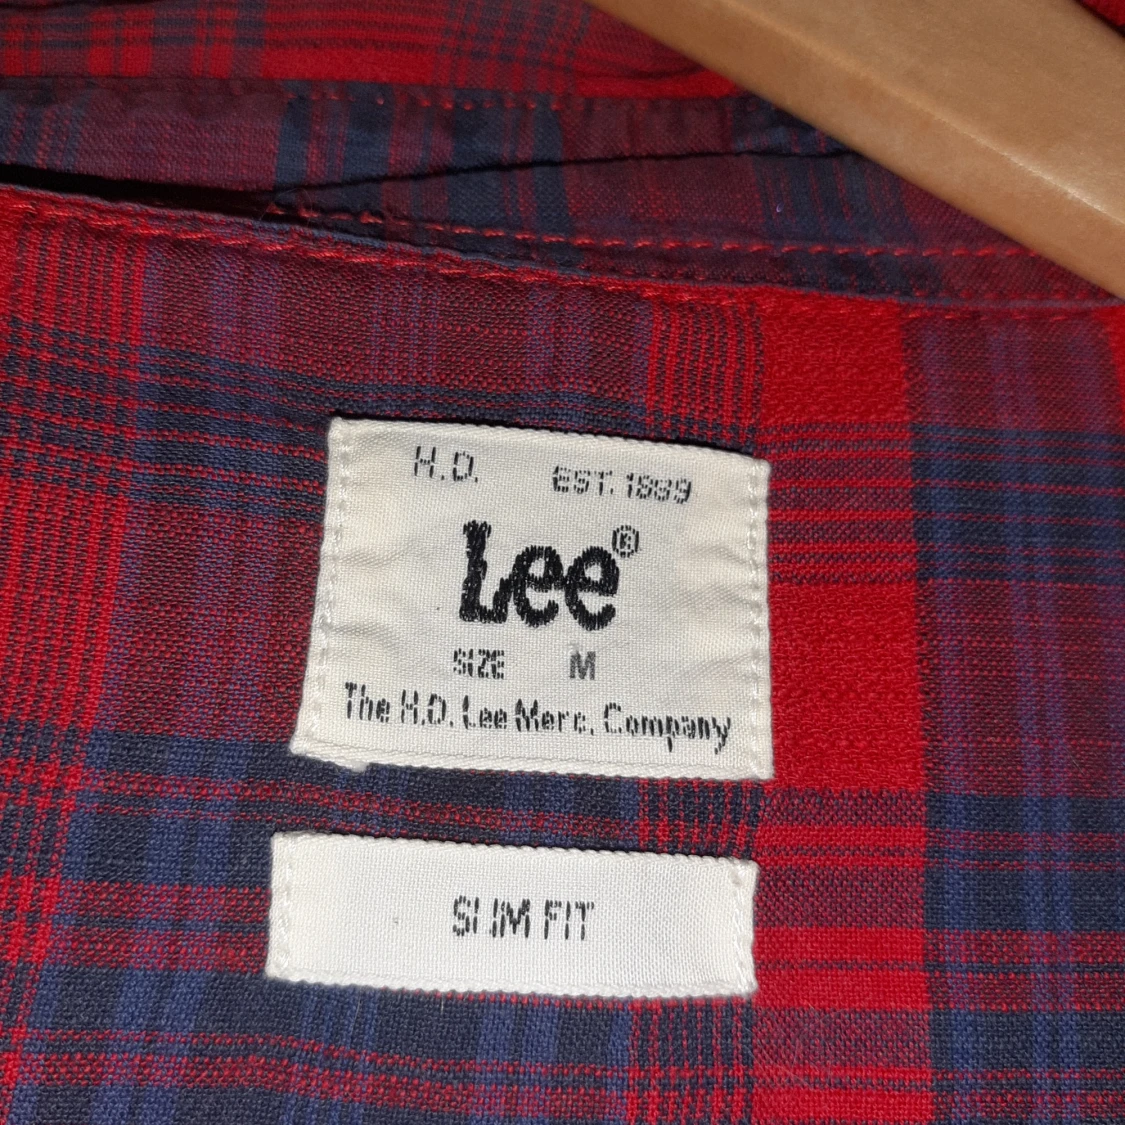 H.D. EST. 1889
Lee®
SIZE M
The H.D. Lee Merc. Company
SLIM FIT